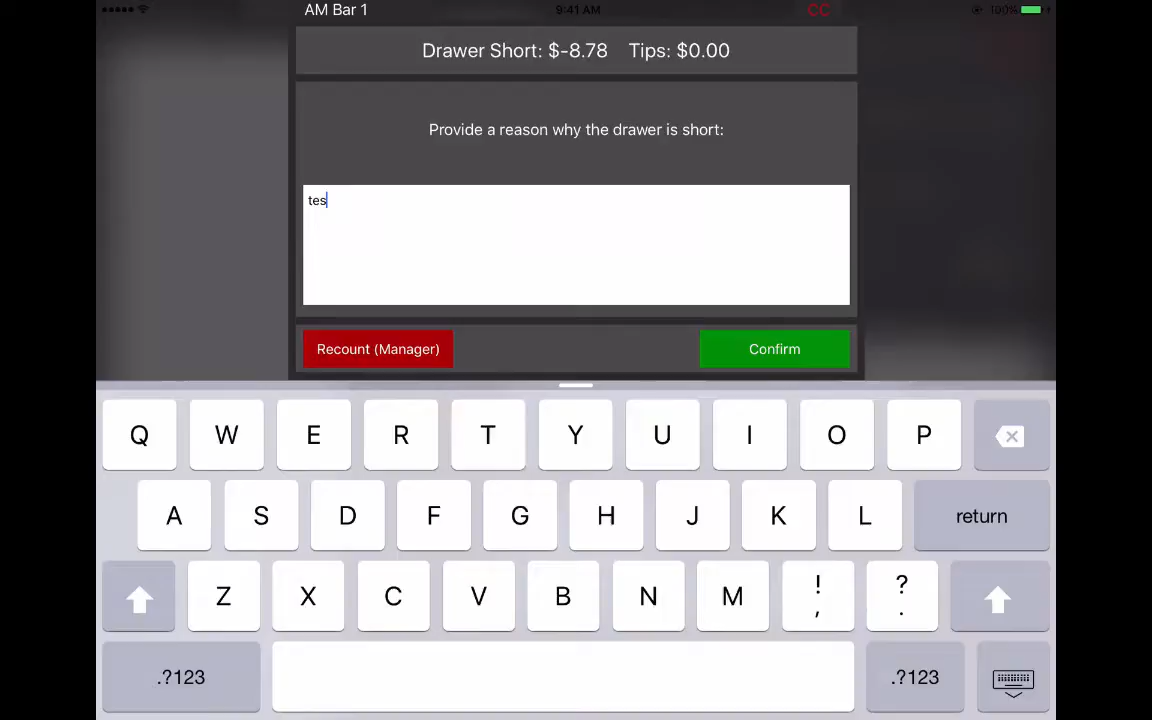 AM Bar 1 9:41 AM CC 100%
Drawer Short: $-8.78 Tips: $0.00
Provide a reason why the drawer is short:
tes
Recount (Manager) Confirm
Q W E R T Y U I O P
A S D F G H J K L return
Z X C V B N M ! , ? .
.?123 .?123